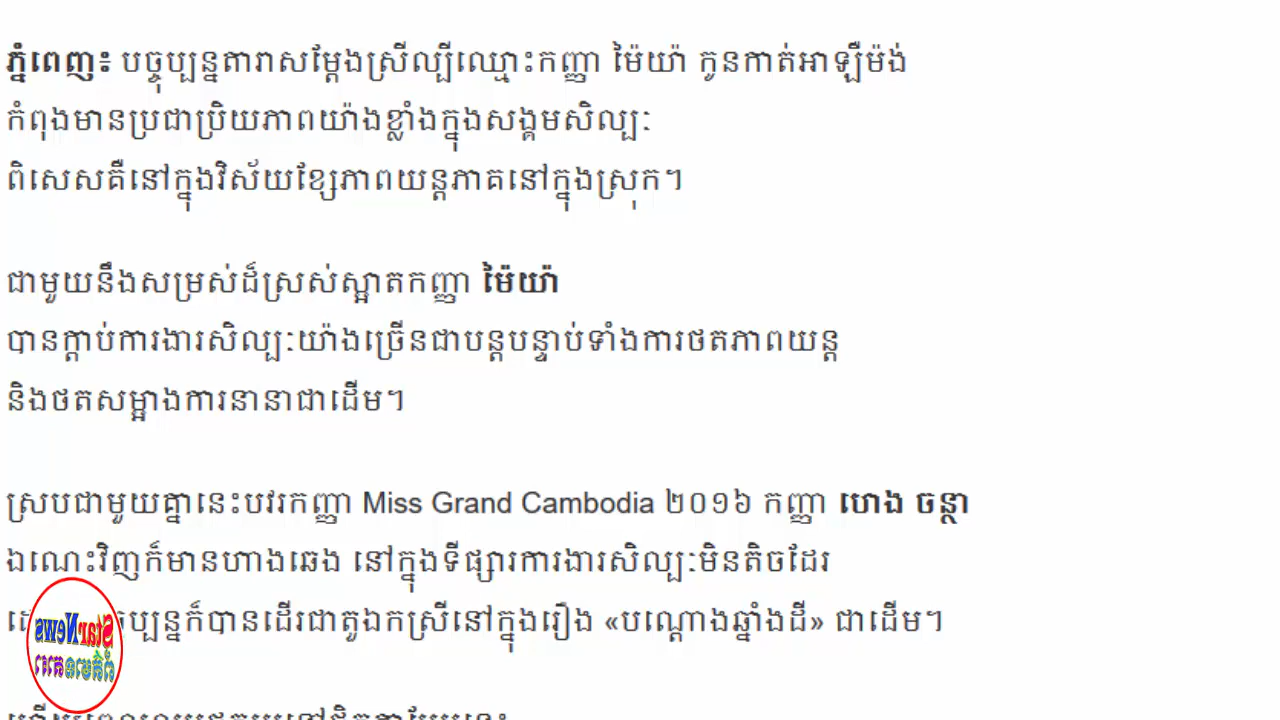 ភ្នំពេញ៖ បច្ចុប្បន្នតារាសម្ដែងស្រីល្បីឈ្មោះកញ្ញា ម៉ៃយ៉ា កូនកាត់អាឡឺម៉ង់
កំពុងមានប្រជាប្រិយភាពយ៉ាងខ្លាំងក្នុងសង្គមសិល្បៈ
ពិសេសគឺនៅក្នុងវិស័យខ្សែភាពយន្តភាគនៅក្នុងស្រុក។
ជាមួយនឹងសម្រស់ដ៏ស្រស់ស្អាតកញ្ញា ម៉ៃយ៉ា
បានក្ដាប់ការងារសិល្បៈយ៉ាងច្រើនជាបន្តបន្ទាប់ទាំងការថតភាពយន្ត
និងថតសម្អាងការនានាជាដើម។
ស្របជាមួយគ្នានេះបវរកញ្ញា Miss Grand Cambodia ២០១៦ កញ្ញា ហេង ចន្ថា
ឯណេះវិញក៏មានហាងឆេង នៅក្នុងទីផ្សារការងារសិល្បៈមិនតិចដែរ
ប្បន្នក៏បានដើរជាតួឯកស្រីនៅក្នុងរឿង «បណ្ដោងឆ្នាំងដី» ជាដើម។
StarNews